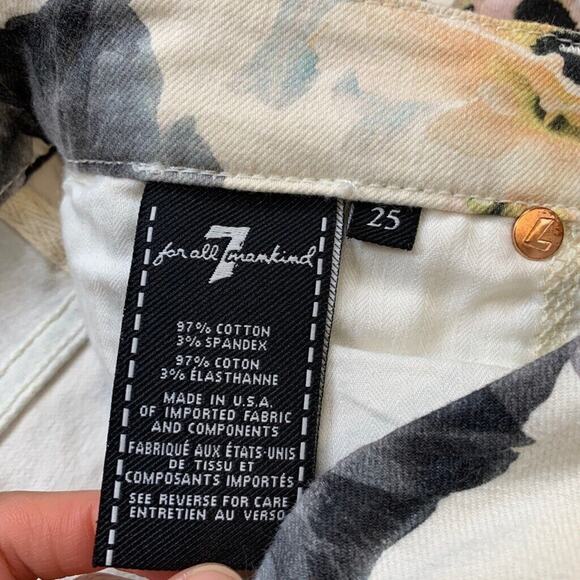 for all 7 mankind
25
97% COTTON
3% SPANDEX
97% COTON
3% ÉLASTHANNE
MADE IN U.S.A.
OF IMPORTED FABRIC
AND COMPONENTS
FABRIQUÉ AUX ÉTATS-UNIS
DE TISSU ET
COMPOSANTS IMPORTÉS
SEE REVERSE FOR CARE
ENTRETIEN AU VERSO
7